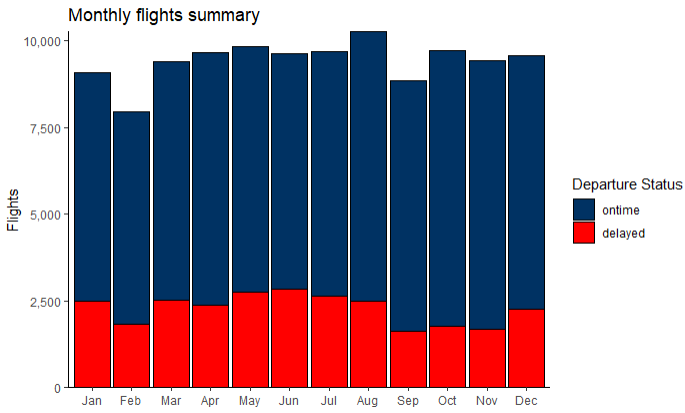 Monthly flights summary
10,000
7,500
5,000
2,500
0
Flights
Jan Feb Mar Apr May Jun Jul Aug Sep Oct Nov Dec
Departure Status
ontime
delayed